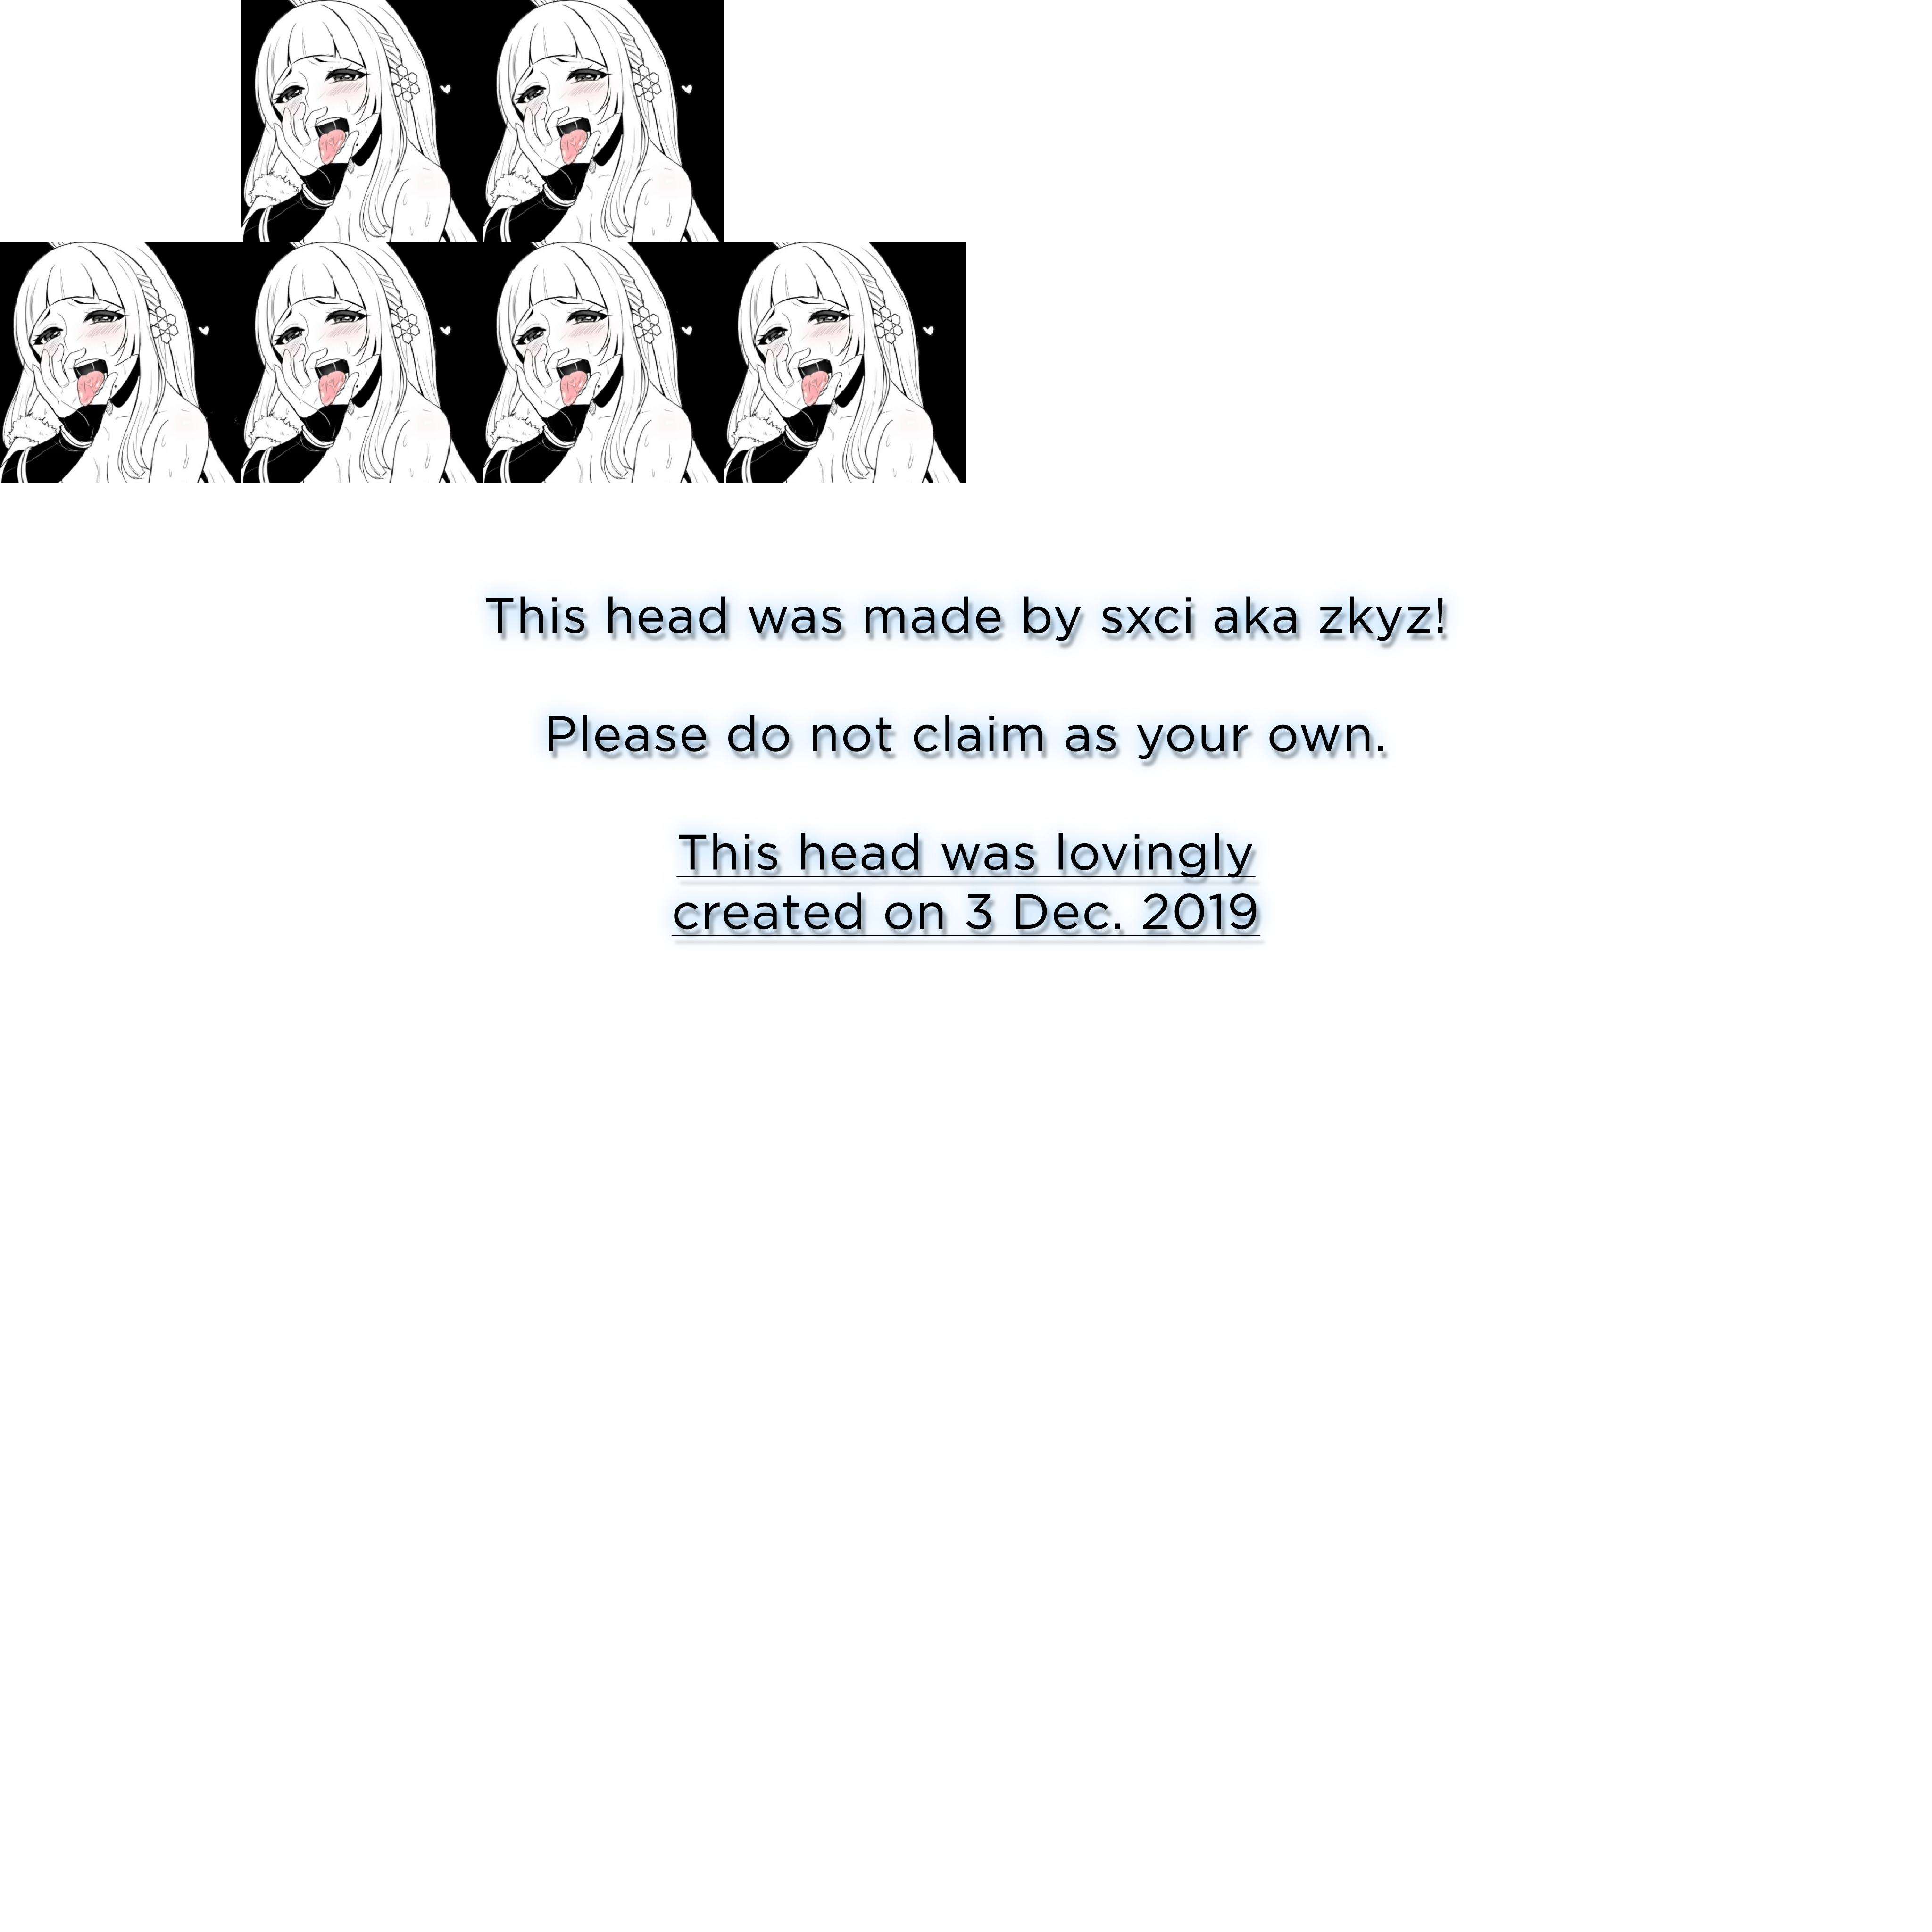 This head was made by sxci aka zkyz!
Please do not claim as your own.
This head was lovingly
created on 3 Dec. 2019